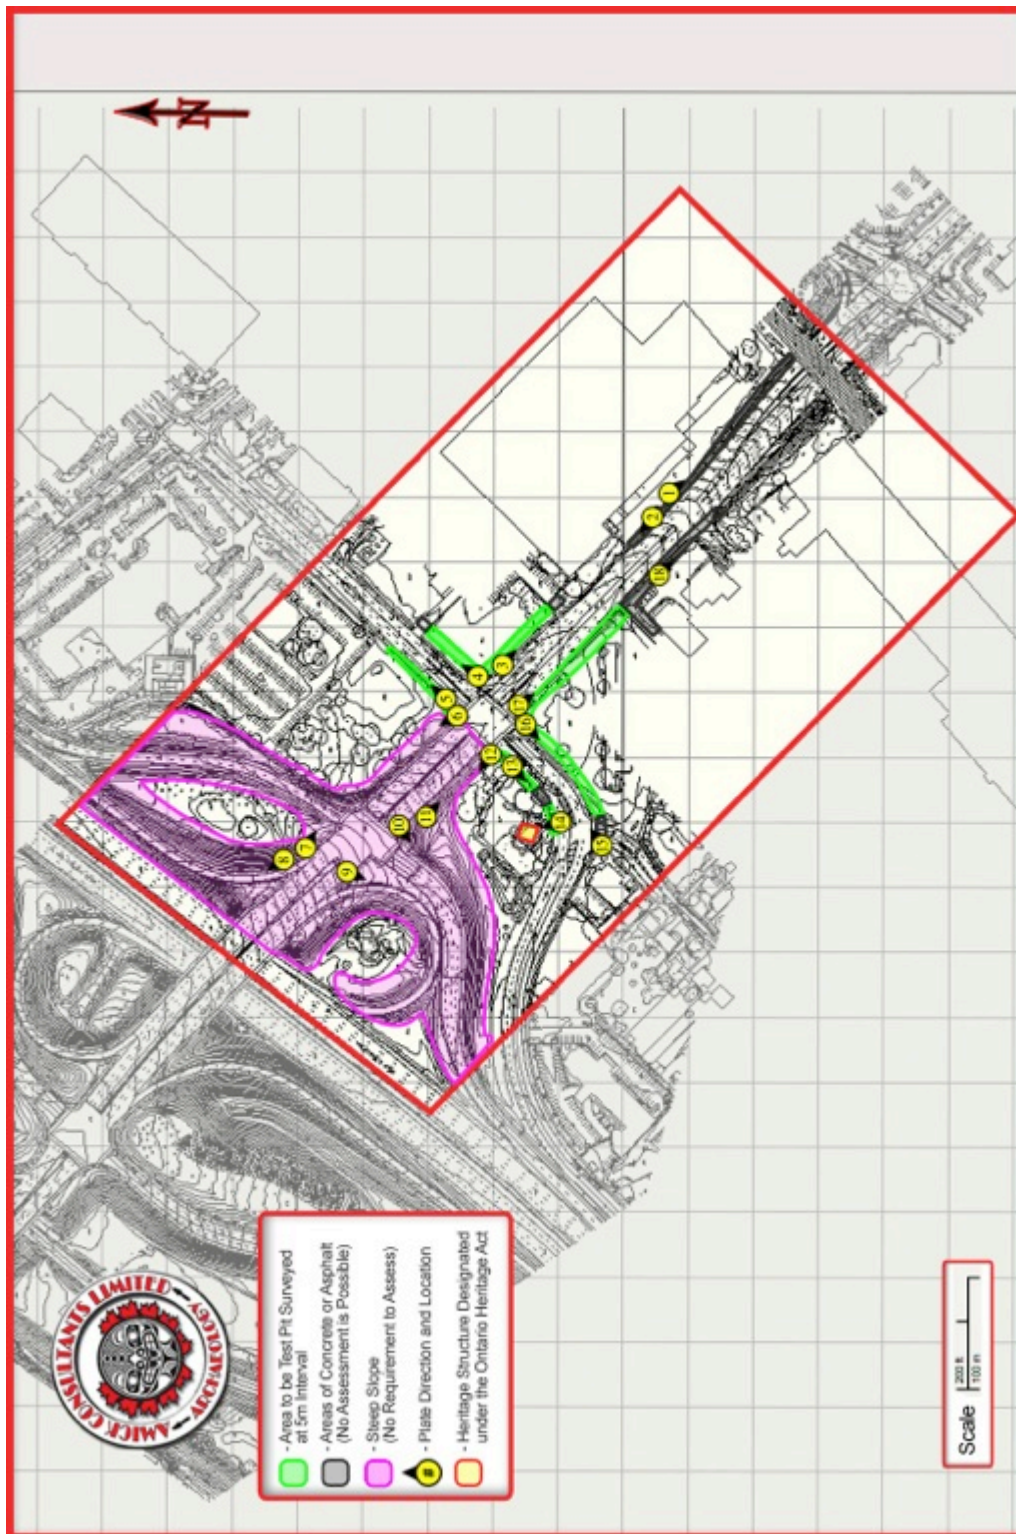 N
1
2
18
3
4
5
6
17
16
12
13
14
15
11
10
7
8
9
AMICK CONSULTANTS LIMITED
ARCHAEOLOGY
- Area to be Test Pit Surveyed
at 5m Interval
- Areas of Concrete or Asphalt
(No Assessment is Possible)
- Steep Slope
(No Requirement to Assess)
# - Plate Direction and Location
- Heritage Structure Designated
under the Ontario Heritage Act
Scale
200 ft
100 m